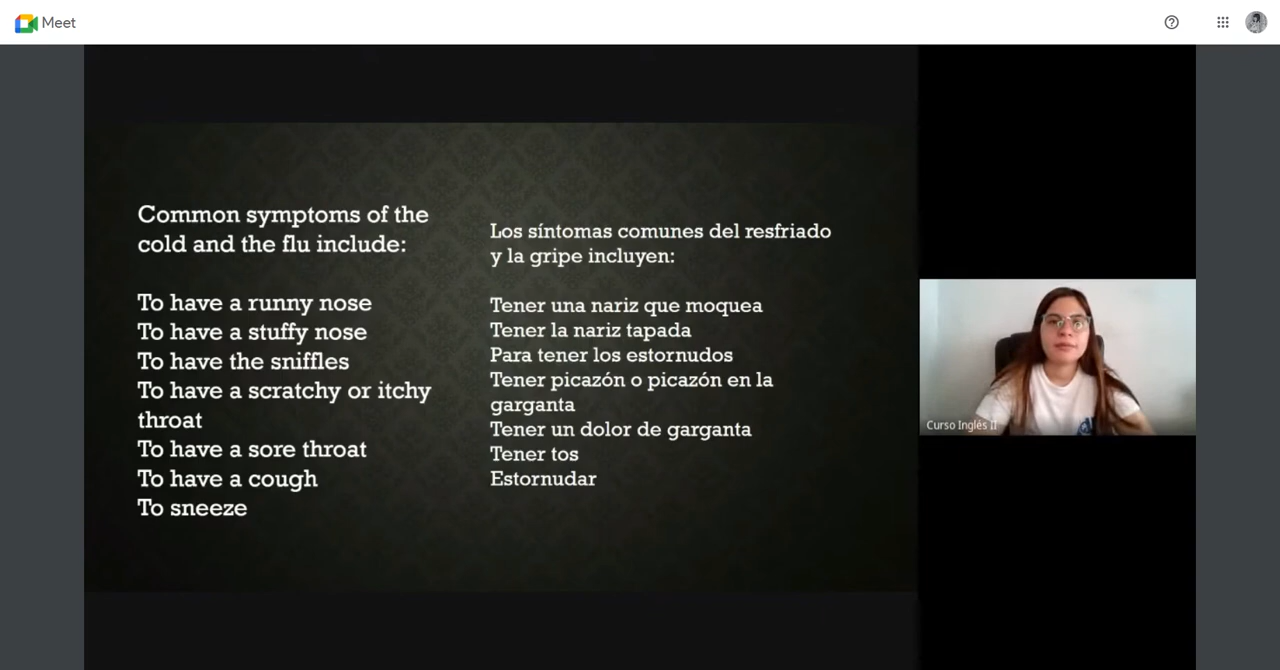 Meet
Common symptoms of the
cold and the flu include:
To have a runny nose
To have a stuffy nose
To have the sniffles
To have a scratchy or itchy
throat
To have a sore throat
To have a cough
To sneeze
Los síntomas comunes del resfriado
y la gripe incluyen:
Tener una nariz que moquea
Tener la nariz tapada
Para tener los estornudos
Tener picazón o picazón en la
garganta
Tener un dolor de garganta
Tener tos
Estornudar
Curso Inglés II